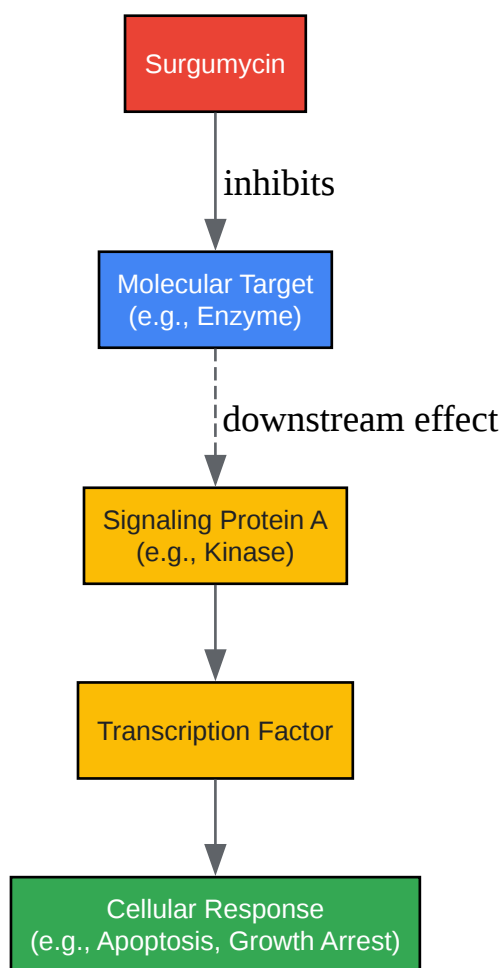 Surgumycin
inhibits
Molecular Target
(e.g., Enzyme)
downstream effect
Signaling Protein A
(e.g., Kinase)
Transcription Factor
Cellular Response
(e.g., Apoptosis, Growth Arrest)